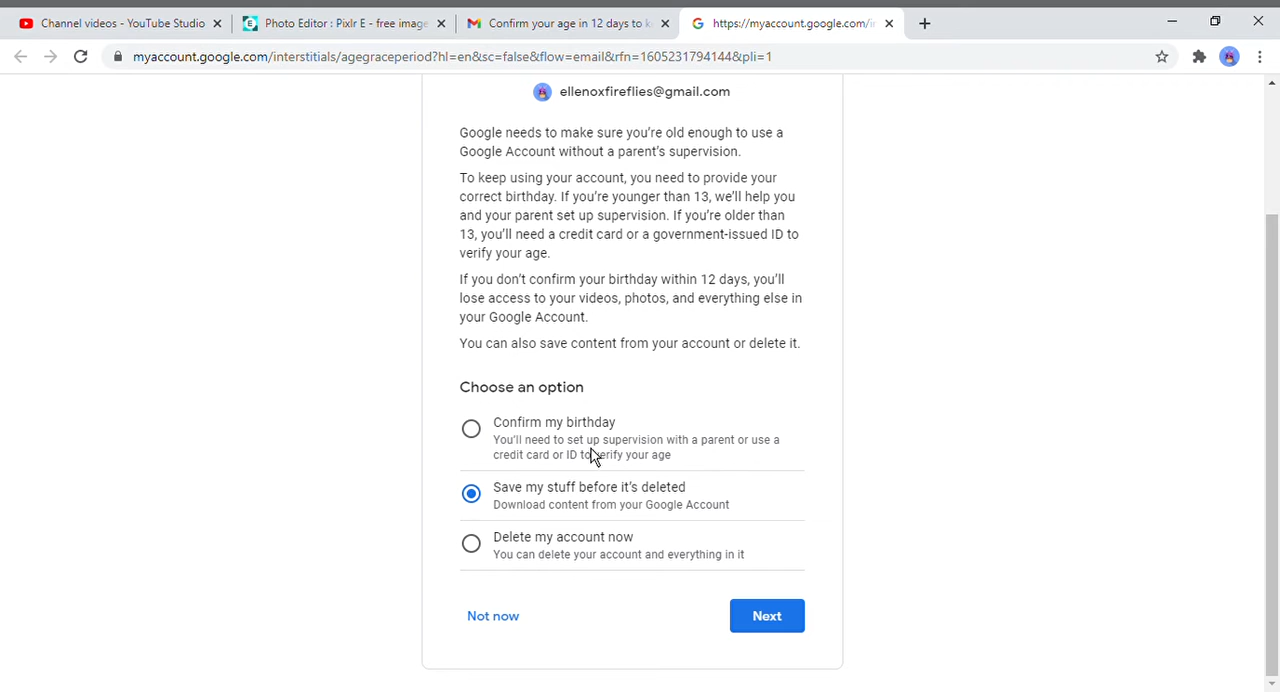 Channel videos - YouTube Studio
Photo Editor : Pixlr E - free image
Confirm your age in 12 days to k
https://myaccount.google.com/in
myaccount.google.com/interstitials/agegraceperiod?hl=en&sc=false&flow=email&rfn=1605231794144&pli=1
ellenoxfireflies@gmail.com
Google needs to make sure you're old enough to use a
Google Account without a parent's supervision.
To keep using your account, you need to provide your
correct birthday. If you're younger than 13, we'll help you
and your parent set up supervision. If you're older than
13, you'll need a credit card or a government-issued ID to
verify your age.
If you don't confirm your birthday within 12 days, you'll
lose access to your videos, photos, and everything else in
your Google Account.
You can also save content from your account or delete it.
Choose an option
Confirm my birthday
You'll need to set up supervision with a parent or use a
credit card or ID to verify your age
Save my stuff before it's deleted
Download content from your Google Account
Delete my account now
You can delete your account and everything in it
Not now
Next